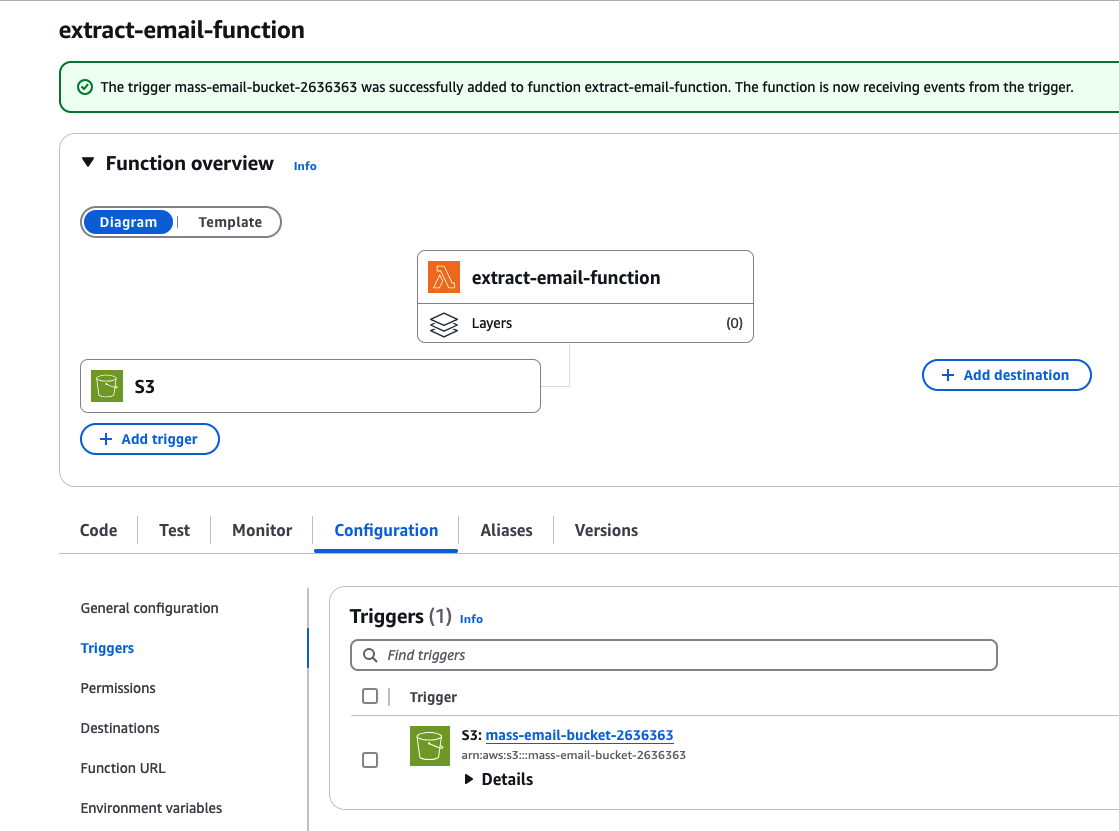 extract-email-function
The trigger mass-email-bucket-2636363 was successfully added to function extract-email-function. The function is now receiving events from the trigger.
Function overview Info
Diagram Template
extract-email-function
Layers (0)
S3
+ Add destination
+ Add trigger
Code Test Monitor Configuration Aliases Versions
General configuration
Triggers
Permissions
Destinations
Function URL
Environment variables
Triggers (1) Info
Find triggers
Trigger
S3: mass-email-bucket-2636363
arn:aws:s3:::mass-email-bucket-2636363
Details